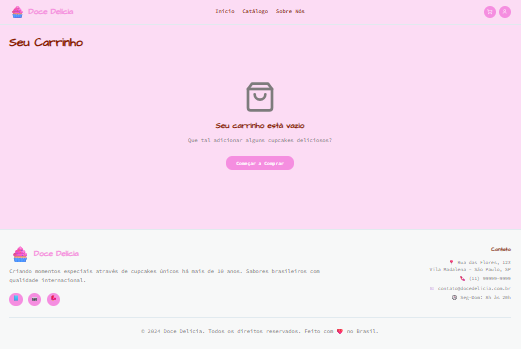 Doce Delicia
Início Catálogo Sobre Nós
Seu Carrinho
Seu carrinho está vazio
Que tal adicionar alguns cupcakes deliciosos?
Começar a Comprar
Doce Delicia
Criando momentos especiais através de cupcakes únicos há mais de 10 anos. Sabores brasileiros com
qualidade internacional.
Contato
Rua das Flores, 123
Vila Madalena - São Paulo, SP
(11) 99999-9999
contato@docedelicia.com.br
Seg-Dom: 8h às 20h
© 2024 Doce Delicia. Todos os direitos reservados. Feito com ❤️ no Brasil.